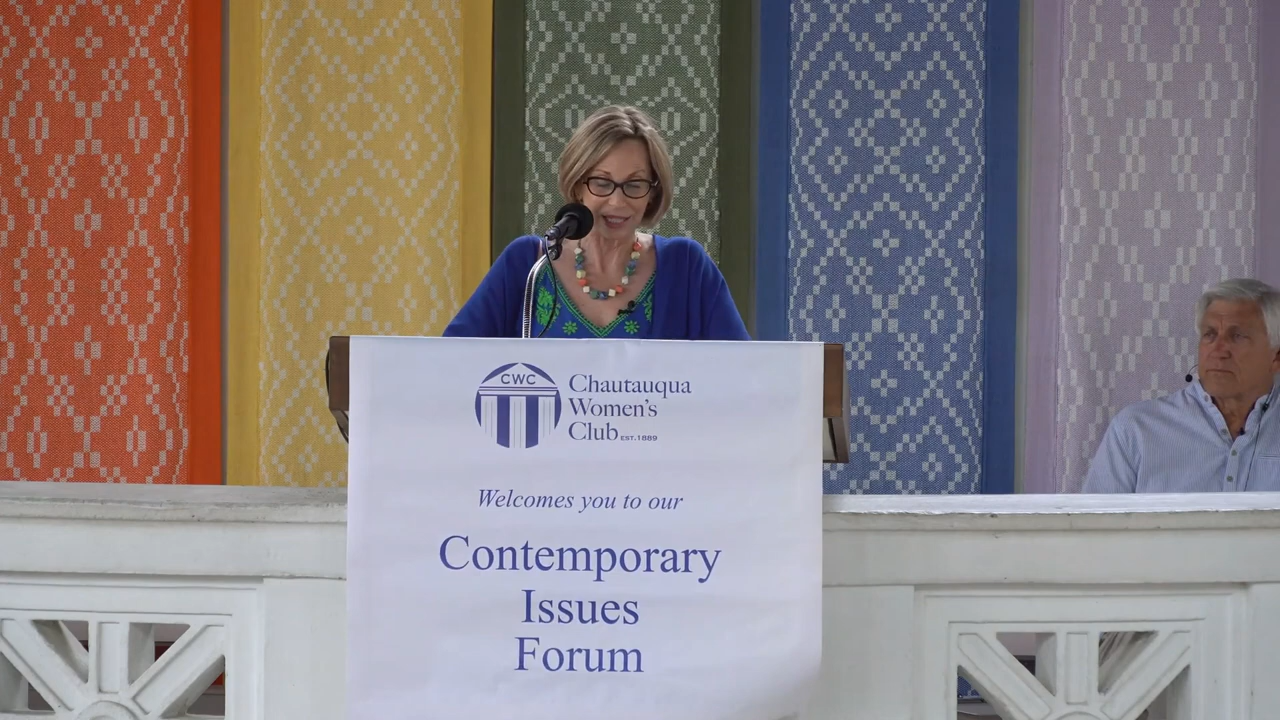 CWC
Chautauqua
Women's
Club EST.1889
Welcomes you to our
Contemporary
Issues
Forum